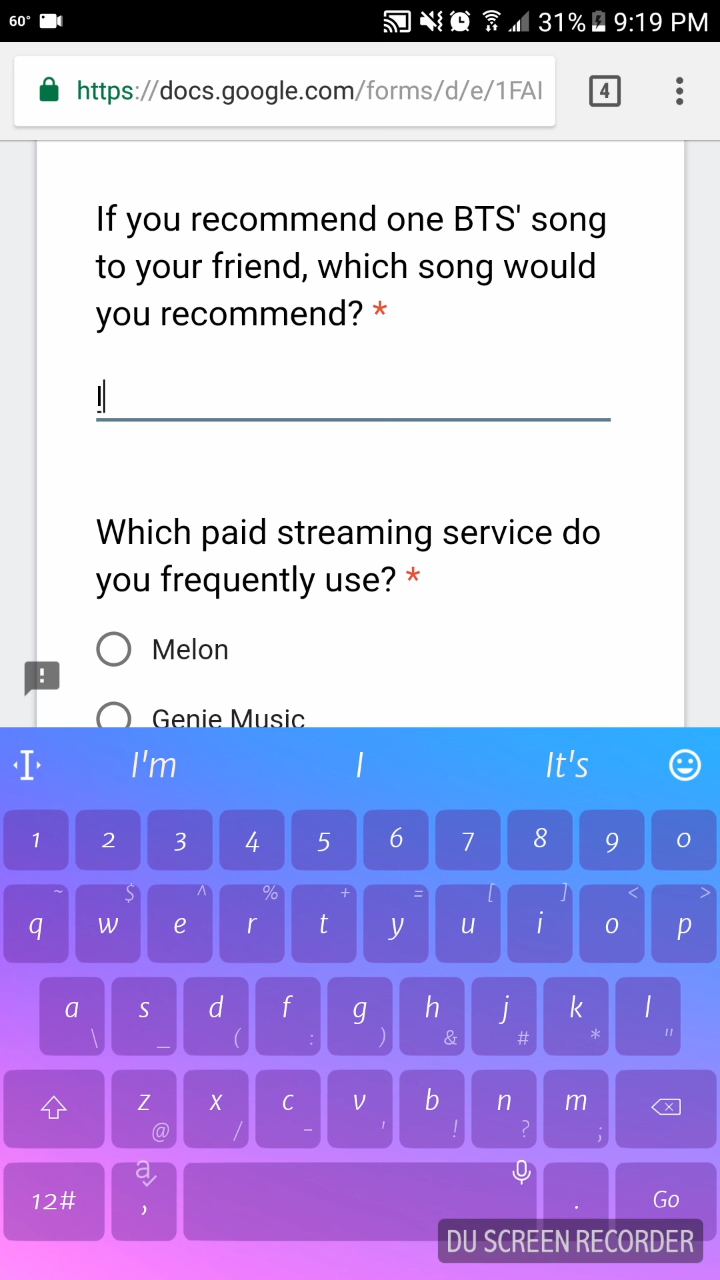 60°
31% 9:19 PM
https://docs.google.com/forms/d/e/1FAI
4
If you recommend one BTS' song
to your friend, which song would
you recommend? *
I
Which paid streaming service do
you frequently use? *
Melon
Genie Music
I'm I It's
1 2 3 4 5 6 7 8 9 0
~ $ ^ % + = [ ] < >
q w e r t y u i o p
a s d f g h j k l
\ _ ( : ) & # * "
z x c v b n m
@ / - ' ! ? ;
12# , . Go
DU SCREEN RECORDER